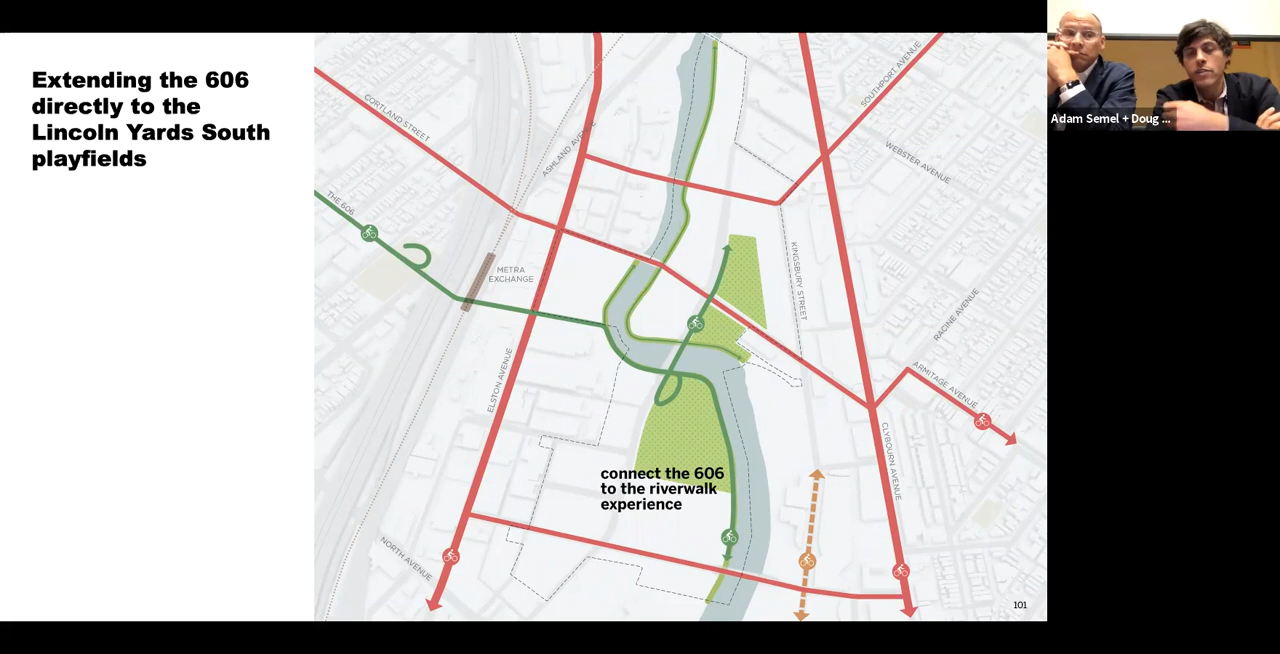 Extending the 606
directly to the
Lincoln Yards South
playfields
CORTLAND STREET
ASHLAND AVENUE
SOUTHPORT AVENUE
WEBSTER AVENUE
THE 606
METRA
EXCHANGE
KINGSBURY STREET
RACINE AVENUE
ELSTON AVENUE
ARMITAGE AVENUE
CLYBOURN AVENUE
connect the 606
to the riverwalk
experience
NORTH AVENUE
101
Adam Semel + Doug ...